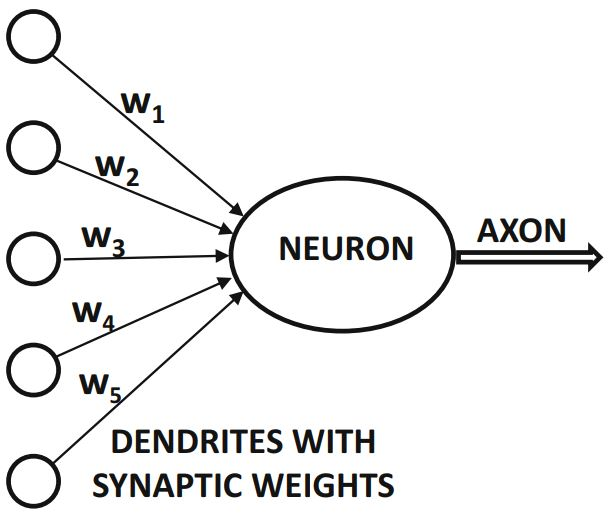 w1
w2
w3
w4
w5
NEURON
AXON
DENDRITES WITH
SYNAPTIC WEIGHTS